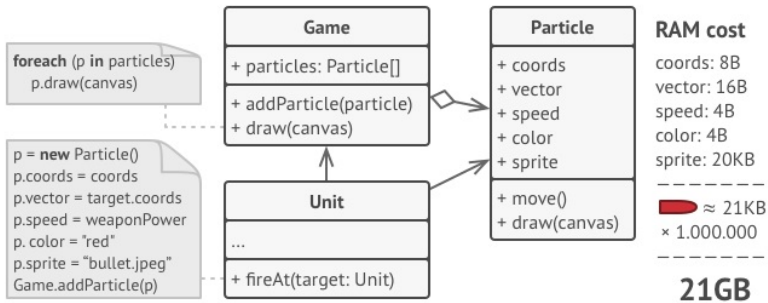 foreach (p in particles)
p.draw(canvas)
p = new Particle()
p.coords = coords
p.vector = target.coords
p.speed = weaponPower
p. color = "red"
p.sprite = “bullet.jpeg”
Game.addParticle(p)
Game
+ particles: Particle[]
+ addParticle(particle)
+ draw(canvas)
Unit
...
+ fireAt(target: Unit)
Particle
+ coords
+ vector
+ speed
+ color
+ sprite
+ move()
+ draw(canvas)
RAM cost
coords: 8B
vector: 16B
speed: 4B
color: 4B
sprite: 20KB
≈ 21KB
× 1.000.000
21GB